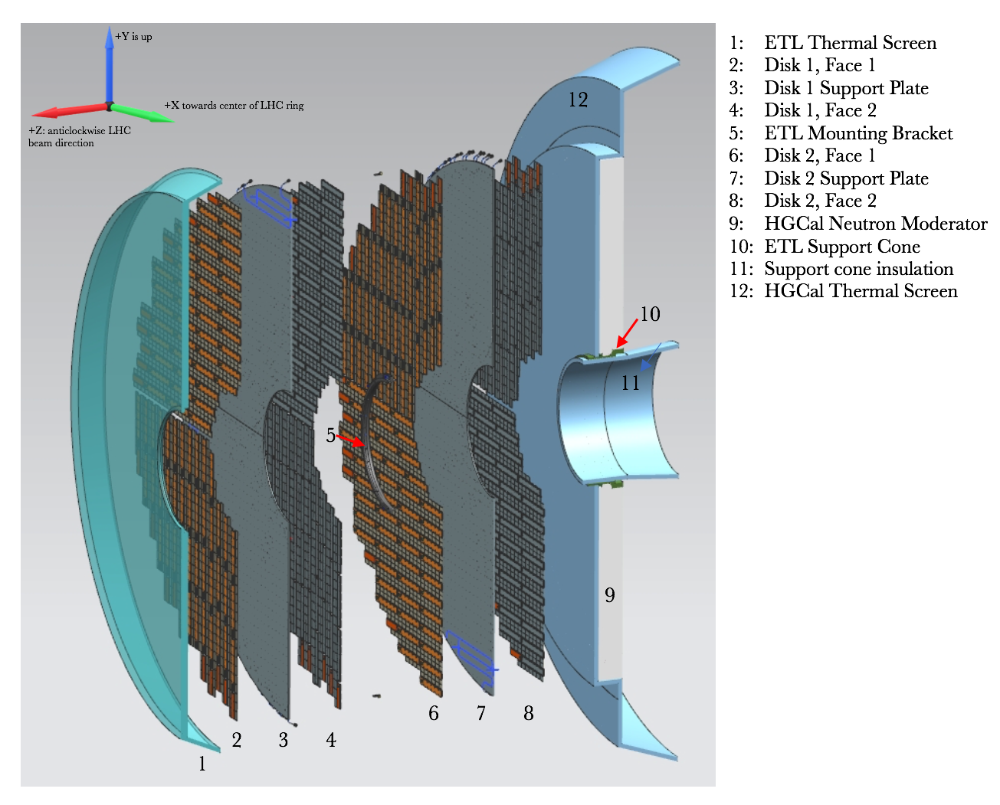 +Y is up
+X towards center of LHC ring
+Z: anticlockwise LHC
beam direction
12
10
11
5
9
6
7
8
2
3
4
1
1: ETL Thermal Screen
2: Disk 1, Face 1
3: Disk 1 Support Plate
4: Disk 1, Face 2
5: ETL Mounting Bracket
6: Disk 2, Face 1
7: Disk 2 Support Plate
8: Disk 2, Face 2
9: HGCal Neutron Moderator
10: ETL Support Cone
11: Support cone insulation
12: HGCal Thermal Screen